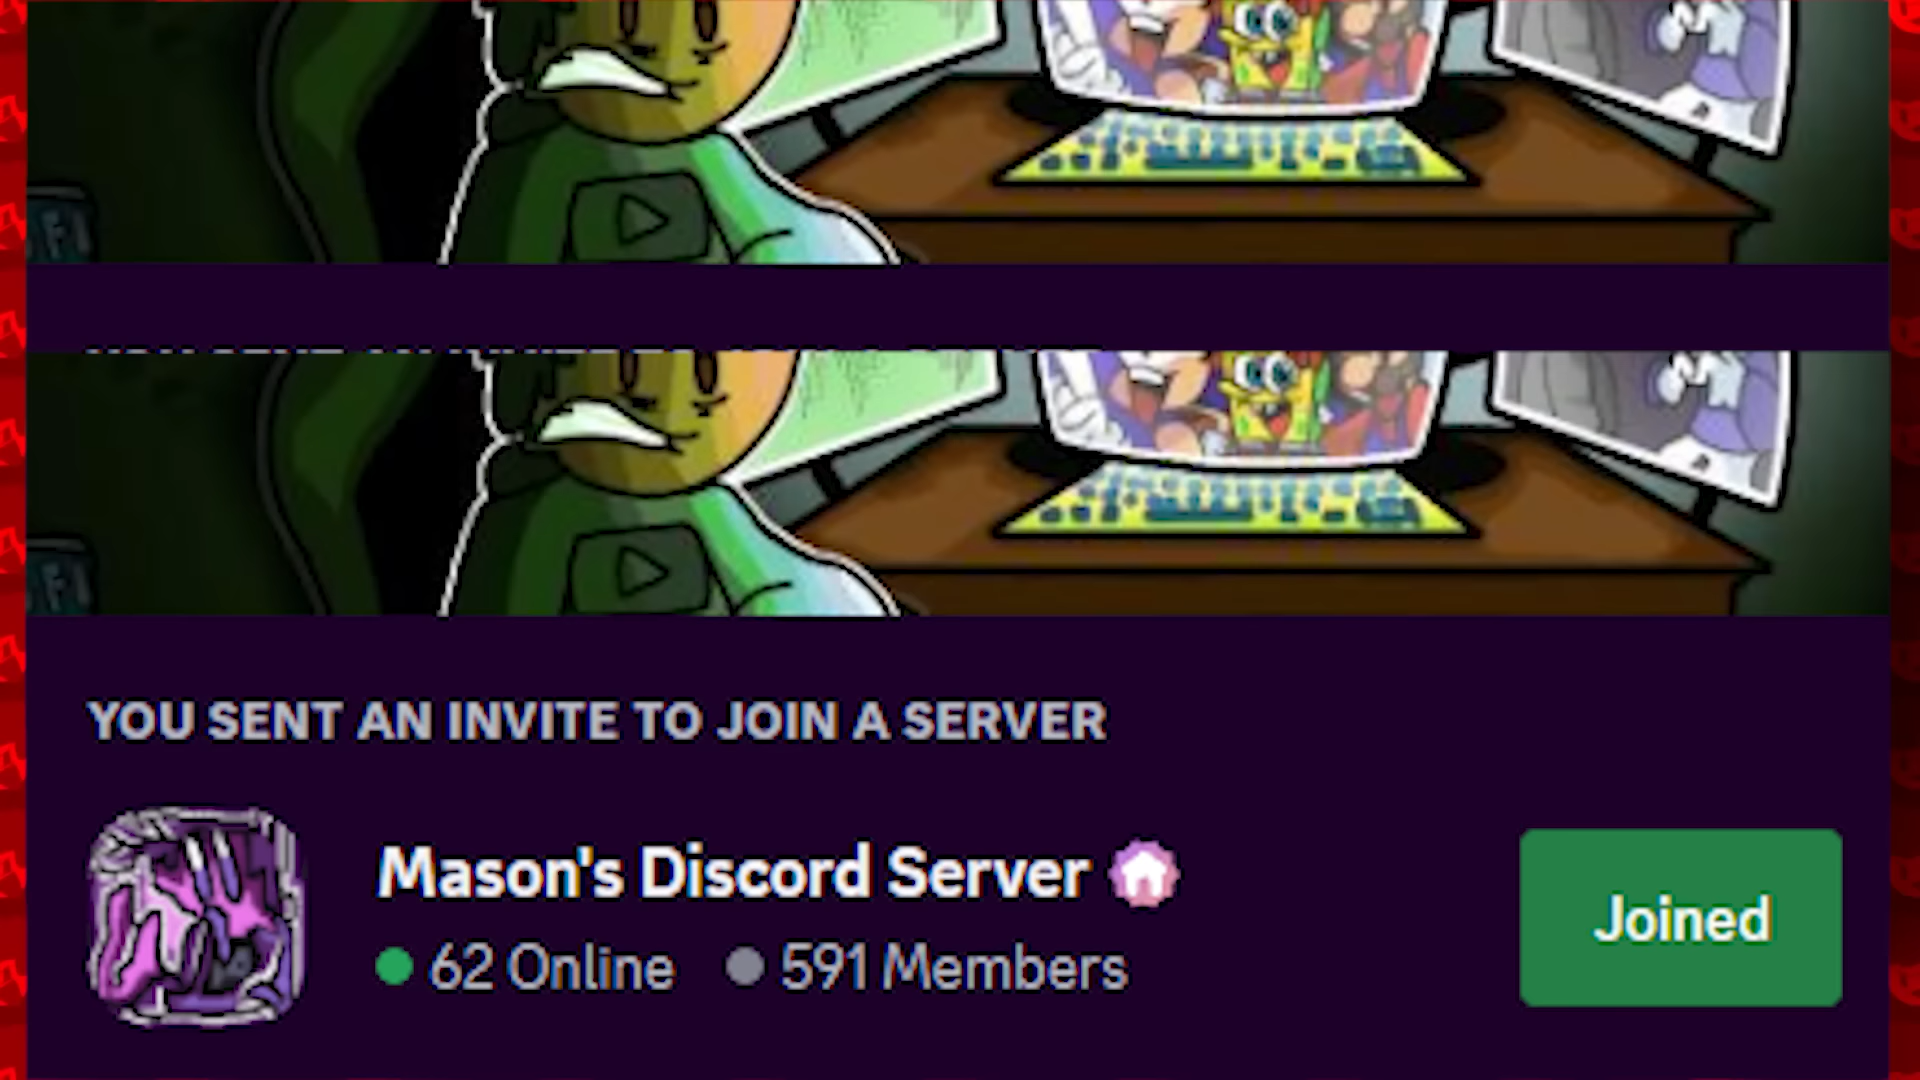 YOU SENT AN INVITE TO JOIN A SERVER
Mason's Discord Server
62 Online 591 Members
Joined